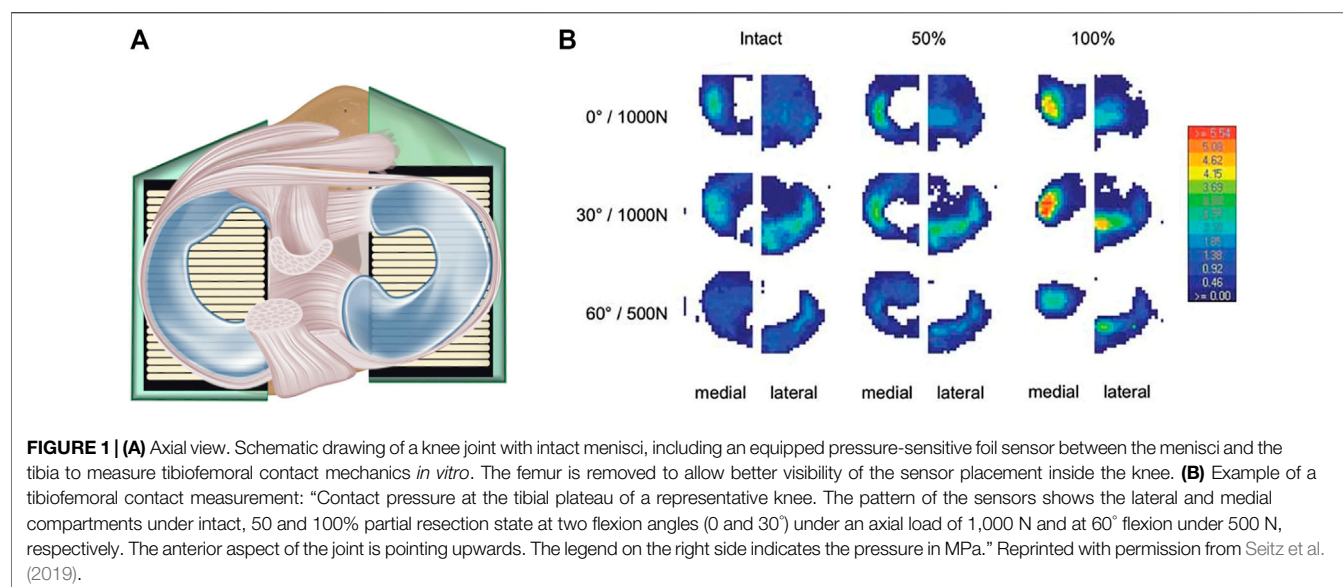 A
B
Intact 50% 100%
0° / 1000N
30° / 1000N
60° / 500N
medial lateral medial lateral medial lateral
>= 5.54
5.08
4.62
4.15
3.69
1.85
1.38
0.92
0.46
>= 0.00
FIGURE 1 | (A) Axial view. Schematic drawing of a knee joint with intact menisci, including an equipped pressure-sensitive foil sensor between the menisci and the
tibia to measure tibiofemoral contact mechanics in vitro. The femur is removed to allow better visibility of the sensor placement inside the knee. (B) Example of a
tibiofemoral contact measurement: “Contact pressure at the tibial plateau of a representative knee. The pattern of the sensors shows the lateral and medial
compartments under intact, 50 and 100% partial resection state at two flexion angles (0 and 30°) under an axial load of 1,000 N and at 60° flexion under 500 N,
respectively. The anterior aspect of the joint is pointing upwards. The legend on the right side indicates the pressure in MPa.” Reprinted with permission from Seitz et al.
(2019).